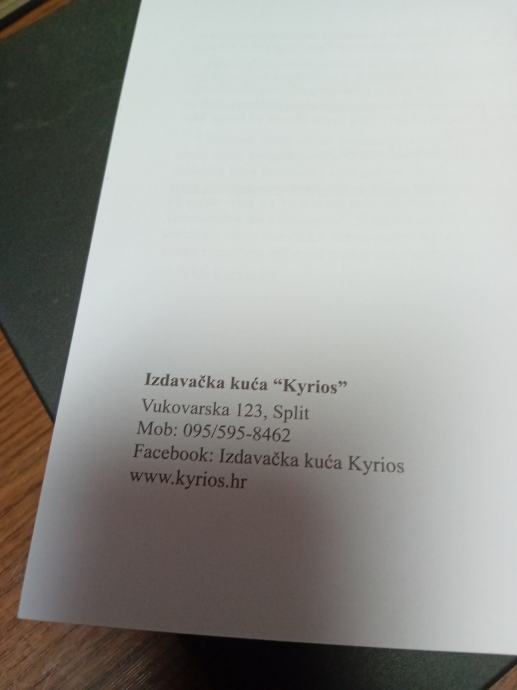 Izdavačka kuća “Kyrios”
Vukovarska 123, Split
Mob: 095/595-8462
Facebook: Izdavačka kuća Kyrios
www.kyrios.hr